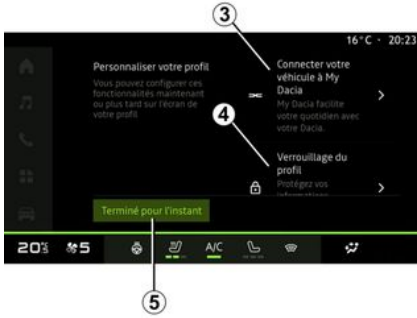 3
16°C · 20:23
Personnaliser votre profil
Vous pouvez configurer ces
fonctionnalités maintenant
ou plus tard sur l'écran de
votre profil
Connecter votre
véhicule à My
Dacia
My Dacia facilite
votre quotidien avec
votre Dacia.
4
Verrouillage du
profil
Protégez vos
informations
Terminé pour l'instant
20.5 5 A/C
5